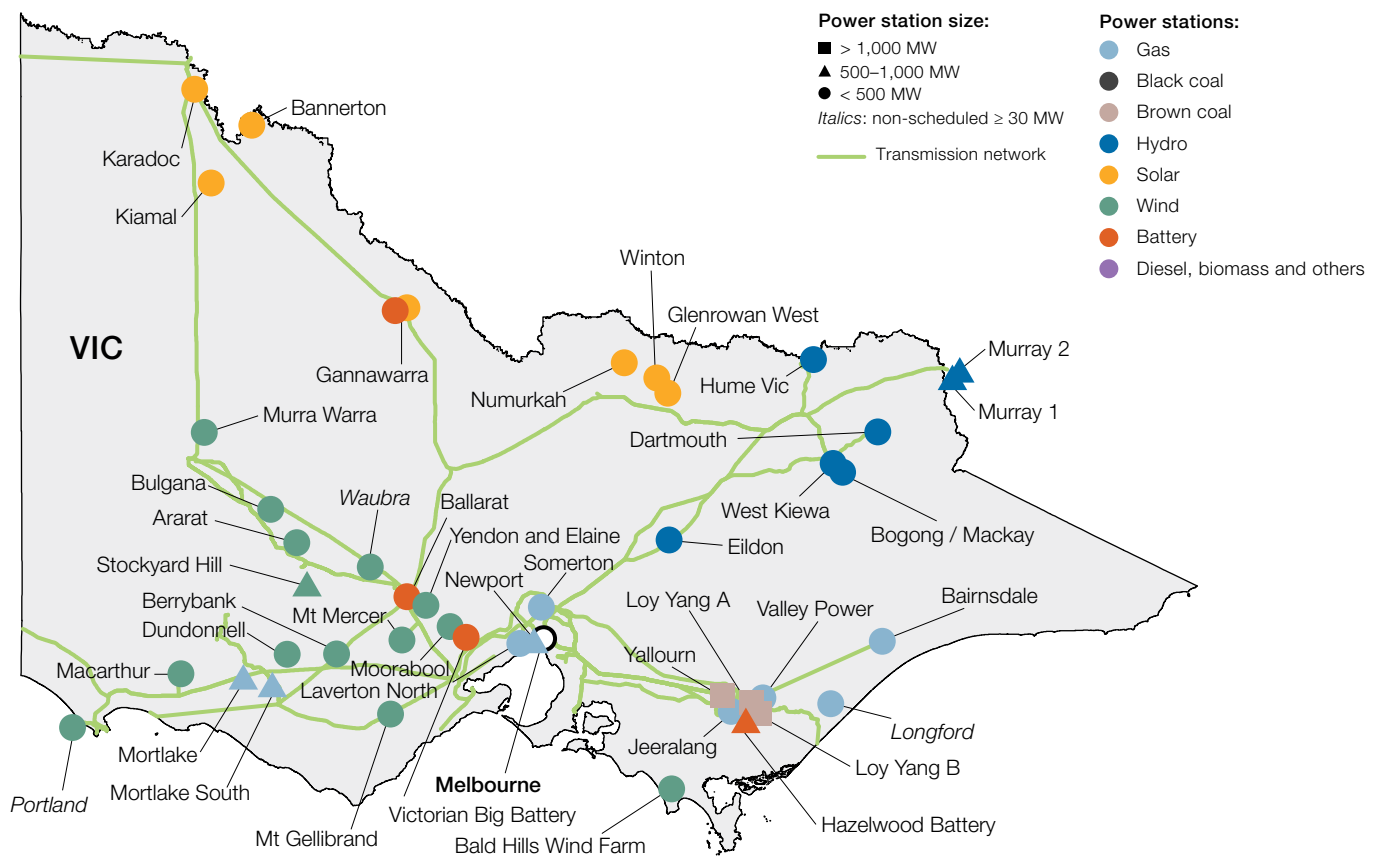 Power station size:
> 1,000 MW
500–1,000 MW
< 500 MW
Italics: non-scheduled ≥ 30 MW
Transmission network
Power stations:
Gas
Black coal
Brown coal
Hydro
Solar
Wind
Battery
Diesel, biomass and others
Bannerton
Karadoc
Kiamal
VIC
Winton
Glenrowan West
Murray 2
Gannawarra
Numurkah
Hume Vic
Murray 1
Murra Warra
Dartmouth
Bulgana
Waubra
Ballarat
West Kiewa
Ararat
Yendon and Elaine
Bogong / Mackay
Eildon
Stockyard Hill
Newport
Somerton
Berrybank
Mt Mercer
Loy Yang A
Valley Power
Bairnsdale
Dundonnell
Yallourn
Macarthur
Moorabool
Laverton North
Longford
Mortlake
Jeeralang
Loy Yang B
Portland
Mortlake South
Melbourne
Victorian Big Battery
Hazelwood Battery
Mt Gellibrand
Bald Hills Wind Farm